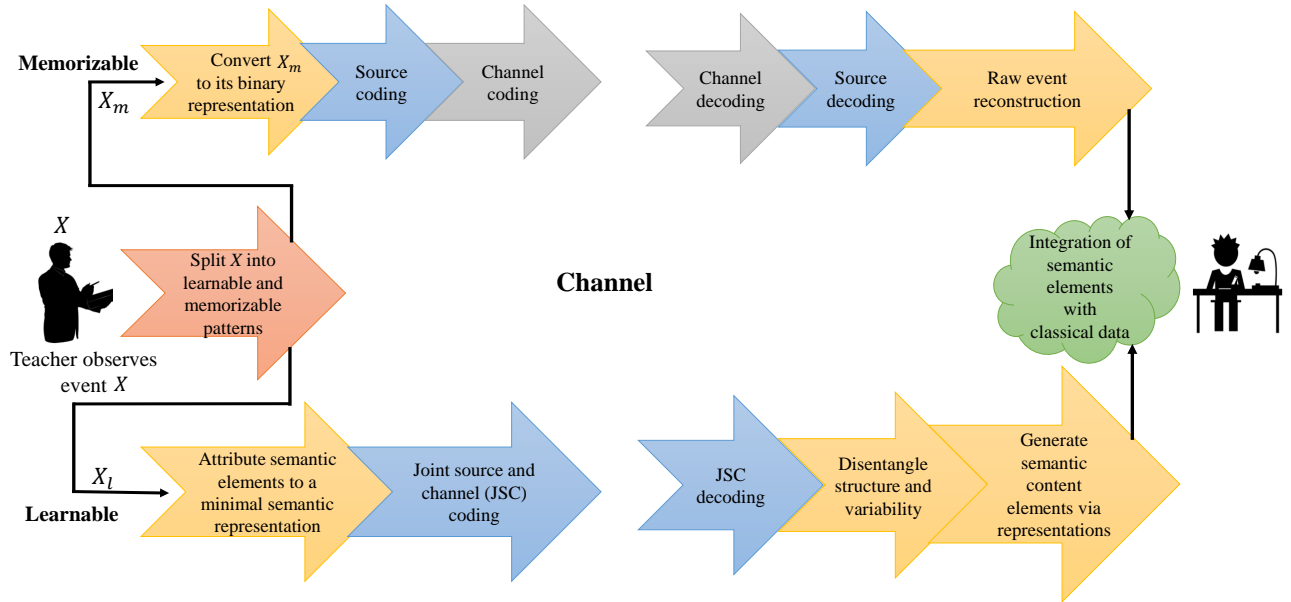 Memorizable
X_m
Convert X_m
to its binary
representation
Source
coding
Channel
coding
Channel
decoding
Source
decoding
Raw event
reconstruction
X
Teacher observes
event X
Split X into
learnable and
memorizable
patterns
Channel
Integration of
semantic
elements
with
classical data
X_l
Learnable
Attribute semantic
elements to a
minimal semantic
representation
Joint source and
channel (JSC)
coding
JSC
decoding
Disentangle
structure and
variability
Generate
semantic
content
elements via
representations